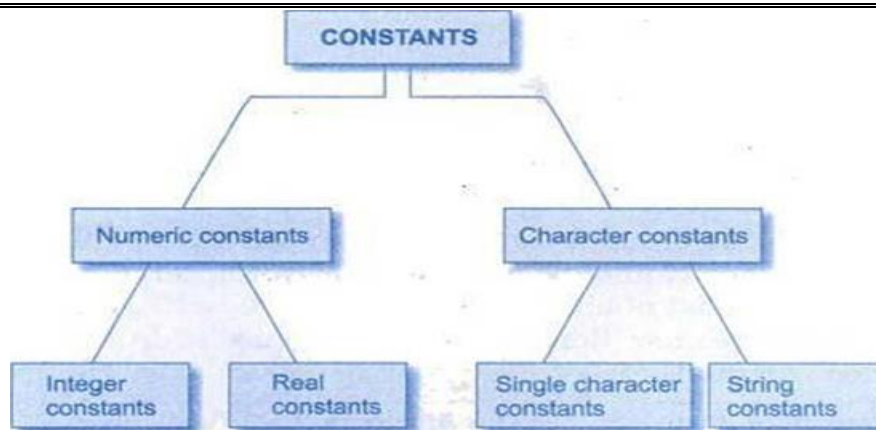 CONSTANTS
Numeric constants
Character constants
Integer
constants
Real
constants
Single character
constants
String
constants